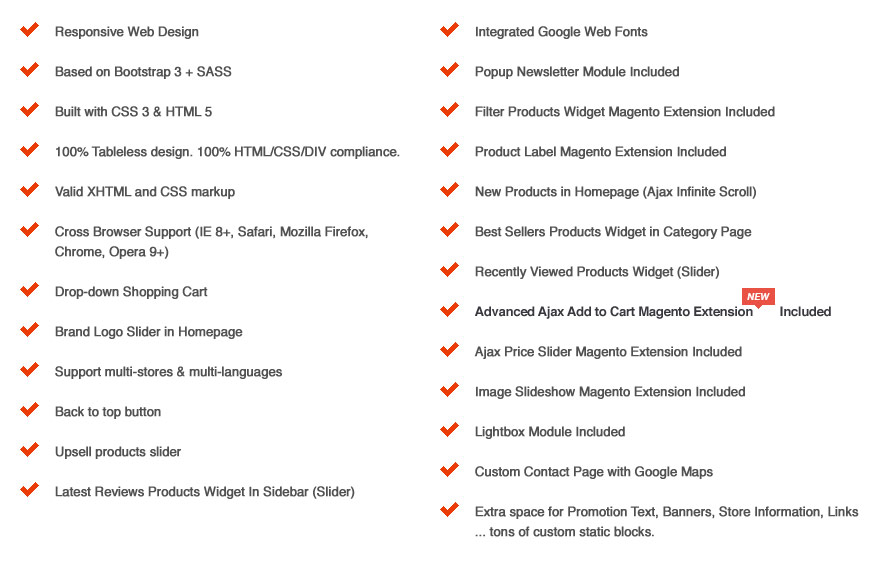 Responsive Web Design
Based on Bootstrap 3 + SASS
Built with CSS 3 & HTML 5
100% Tableless design. 100% HTML/CSS/DIV compliance.
Valid XHTML and CSS markup
Cross Browser Support (IE 8+, Safari, Mozilla Firefox,
Chrome, Opera 9+)
Drop-down Shopping Cart
Brand Logo Slider in Homepage
Support multi-stores & multi-languages
Back to top button
Upsell products slider
Latest Reviews Products Widget In Sidebar (Slider)
Integrated Google Web Fonts
Popup Newsletter Module Included
Filter Products Widget Magento Extension Included
Product Label Magento Extension Included
New Products in Homepage (Ajax Infinite Scroll)
Best Sellers Products Widget in Category Page
Recently Viewed Products Widget (Slider)
NEW
Advanced Ajax Add to Cart Magento Extension Included
Ajax Price Slider Magento Extension Included
Image Slideshow Magento Extension Included
Lightbox Module Included
Custom Contact Page with Google Maps
Extra space for Promotion Text, Banners, Store Information, Links
... tons of custom static blocks.